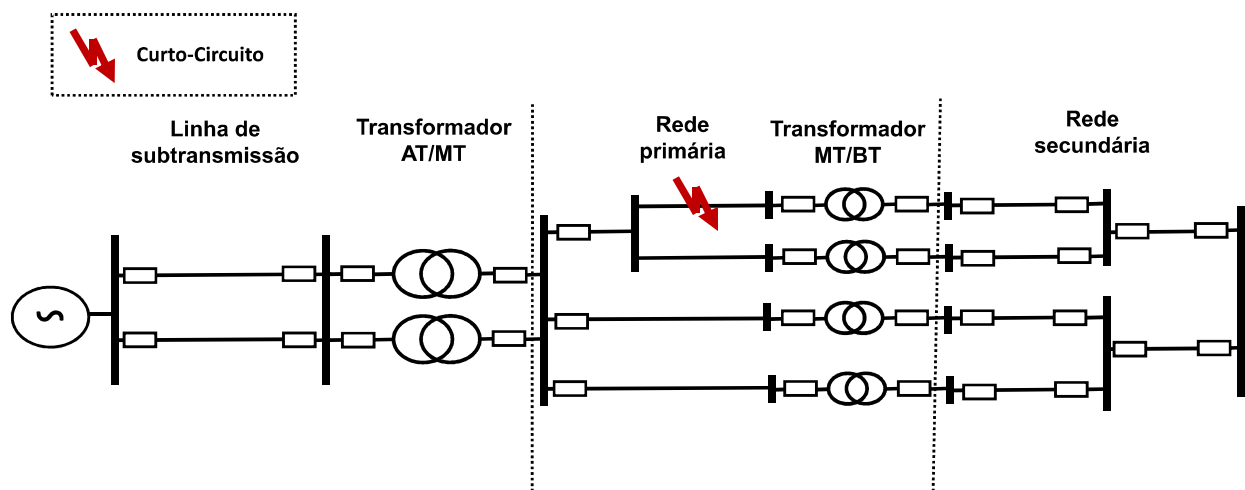 Curto-Circuito
Linha de
subtransmissão
Transformador
AT/MT
Rede
primária
Transformador
MT/BT
Rede
secundária